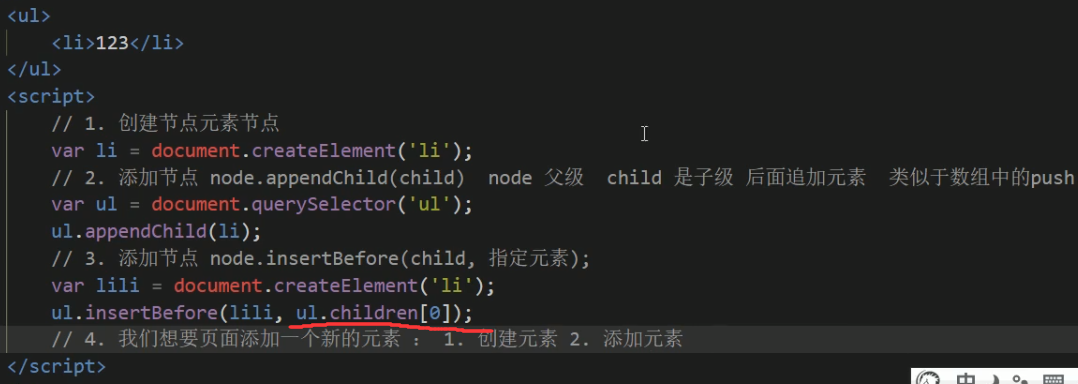 <ul>
<li>123</li>
</ul>
<script>
// 1. 创建节点元素节点
var li = document.createElement('li');
// 2. 添加节点 node.appendChild(child)  node 父级  child 是子级 后面追加元素  类似于数组中的push
var ul = document.querySelector('ul');
ul.appendChild(li);
// 3. 添加节点 node.insertBefore(child, 指定元素);
var lili = document.createElement('li');
ul.insertBefore(lili, ul.children[0]);
// 4. 我们想要页面添加一个新的元素 ： 1. 创建元素 2. 添加元素
</script>
中